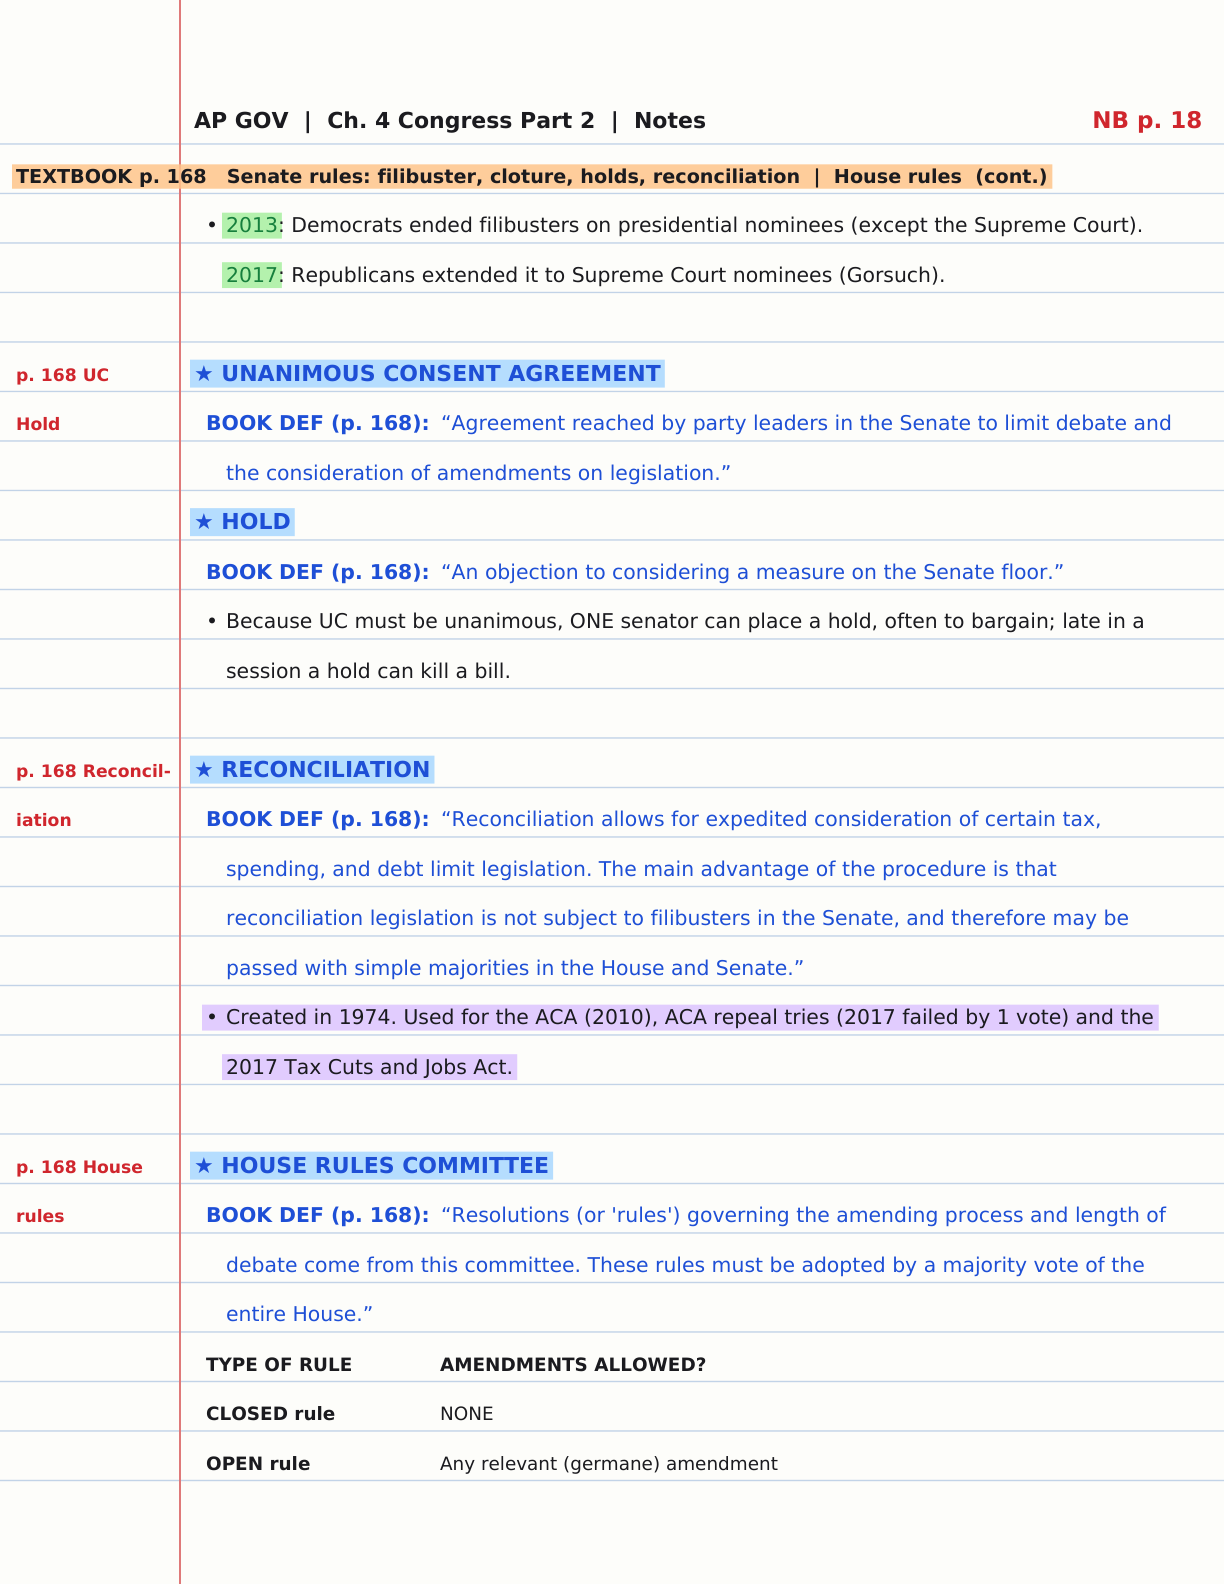 AP GOV | Ch. 4 Congress Part 2 | Notes NB p. 18
TEXTBOOK p. 168 Senate rules: filibuster, cloture, holds, reconciliation | House rules (cont.)
• 2013: Democrats ended filibusters on presidential nominees (except the Supreme Court).
2017: Republicans extended it to Supreme Court nominees (Gorsuch).
p. 168 UC ★ UNANIMOUS CONSENT AGREEMENT
Hold BOOK DEF (p. 168): “Agreement reached by party leaders in the Senate to limit debate and
the consideration of amendments on legislation.”
★ HOLD
BOOK DEF (p. 168): “An objection to considering a measure on the Senate floor.”
• Because UC must be unanimous, ONE senator can place a hold, often to bargain; late in a
session a hold can kill a bill.
p. 168 Reconcil- ★ RECONCILIATION
iation BOOK DEF (p. 168): “Reconciliation allows for expedited consideration of certain tax,
spending, and debt limit legislation. The main advantage of the procedure is that
reconciliation legislation is not subject to filibusters in the Senate, and therefore may be
passed with simple majorities in the House and Senate.”
• Created in 1974. Used for the ACA (2010), ACA repeal tries (2017 failed by 1 vote) and the
2017 Tax Cuts and Jobs Act.
p. 168 House ★ HOUSE RULES COMMITTEE
rules BOOK DEF (p. 168): “Resolutions (or 'rules') governing the amending process and length of
debate come from this committee. These rules must be adopted by a majority vote of the
entire House.”
TYPE OF RULE AMENDMENTS ALLOWED?
CLOSED rule NONE
OPEN rule Any relevant (germane) amendment